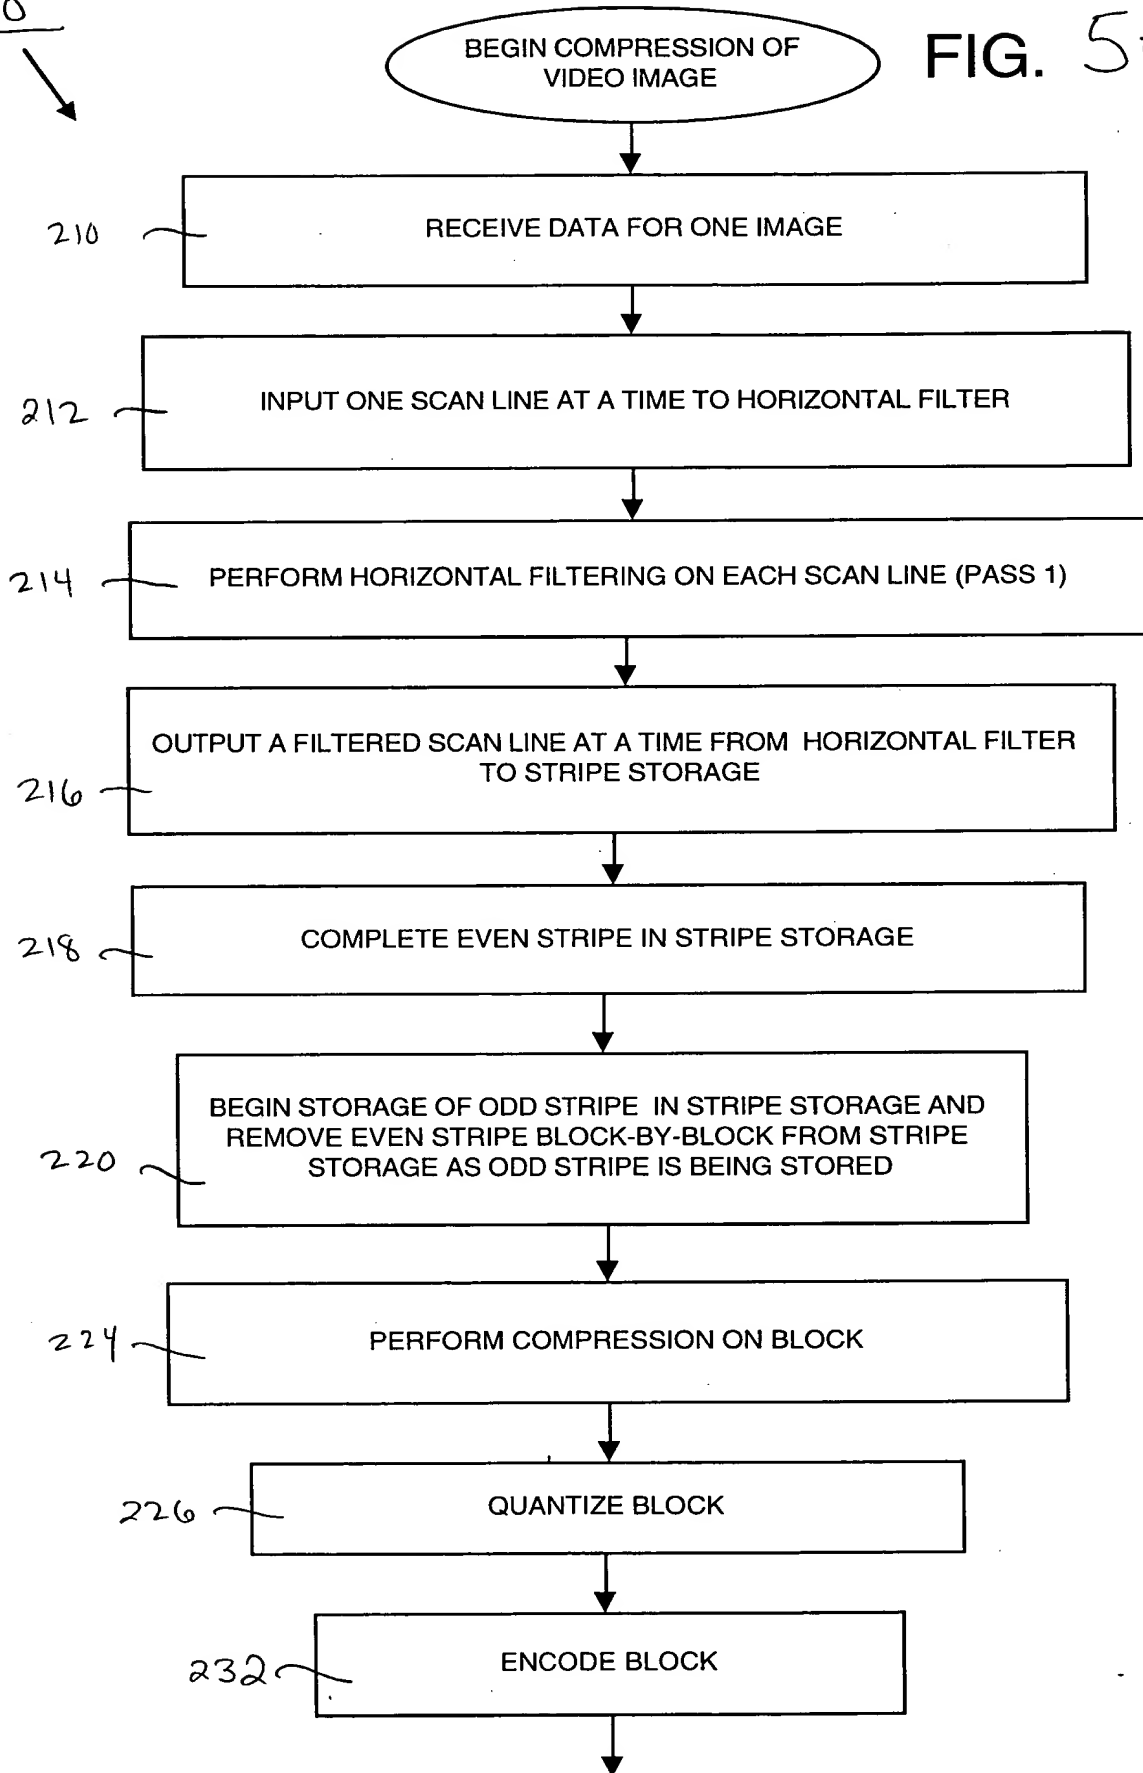 BEGIN COMPRESSION OF
VIDEO IMAGE
FIG. 5
210
RECEIVE DATA FOR ONE IMAGE
212
INPUT ONE SCAN LINE AT A TIME TO HORIZONTAL FILTER
214
PERFORM HORIZONTAL FILTERING ON EACH SCAN LINE (PASS 1)
OUTPUT A FILTERED SCAN LINE AT A TIME FROM HORIZONTAL FILTER
TO STRIPE STORAGE
216
218
COMPLETE EVEN STRIPE IN STRIPE STORAGE
BEGIN STORAGE OF ODD STRIPE IN STRIPE STORAGE AND
REMOVE EVEN STRIPE BLOCK-BY-BLOCK FROM STRIPE
STORAGE AS ODD STRIPE IS BEING STORED
220
224
PERFORM COMPRESSION ON BLOCK
226
QUANTIZE BLOCK
232
ENCODE BLOCK